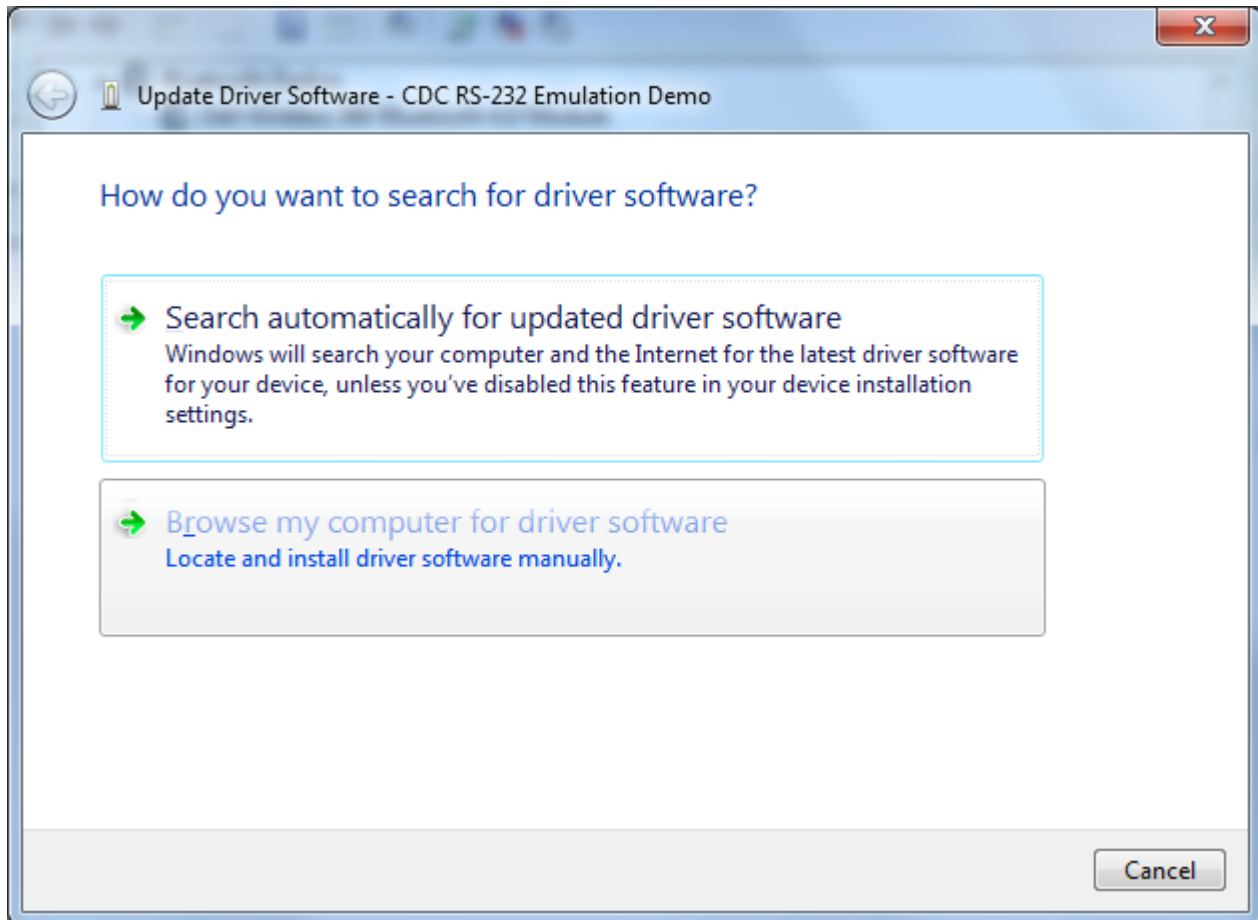 Update Driver Software - CDC RS-232 Emulation Demo
How do you want to search for driver software?
Search automatically for updated driver software
Windows will search your computer and the Internet for the latest driver software
for your device, unless you've disabled this feature in your device installation
settings.
Browse my computer for driver software
Locate and install driver software manually.
Cancel